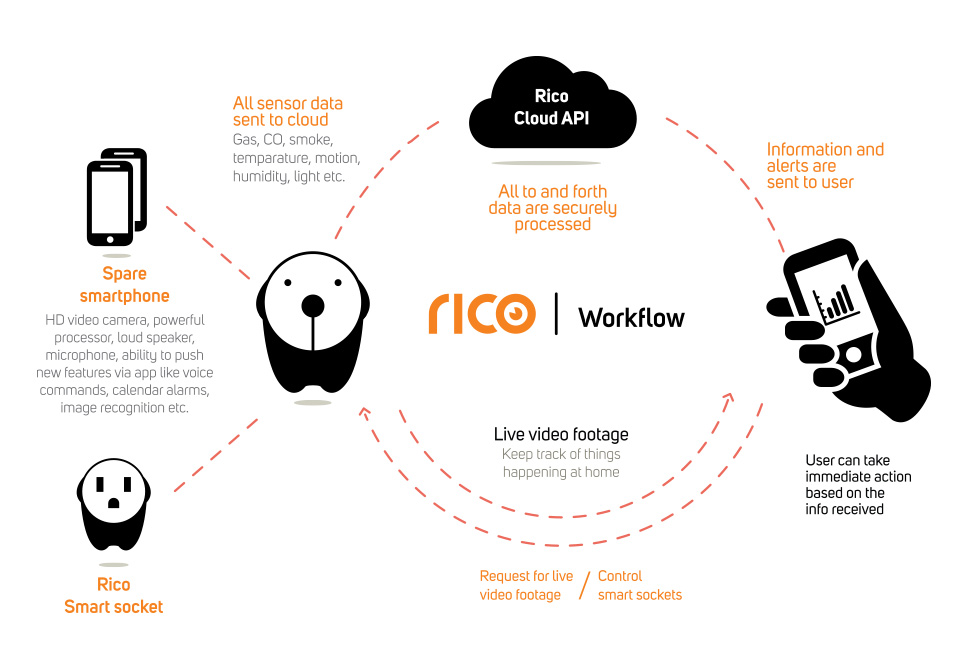 All sensor data
sent to cloud
Gas, CO, smoke,
temparature, motion,
humidity, light etc.
Rico
Cloud API
All to and forth
data are securely
processed
Information and
alerts are
sent to user
Spare
smartphone
HD video camera, powerful
processor, loud speaker,
microphone, ability to push
new features via app like voice
commands, calendar alarms,
image recognition etc.
rico | Workflow
Live video footage
Keep track of things
happening at home
User can take
immediate action
based on the
info received
Rico
Smart socket
Request for live
video footage
/
Control
smart sockets